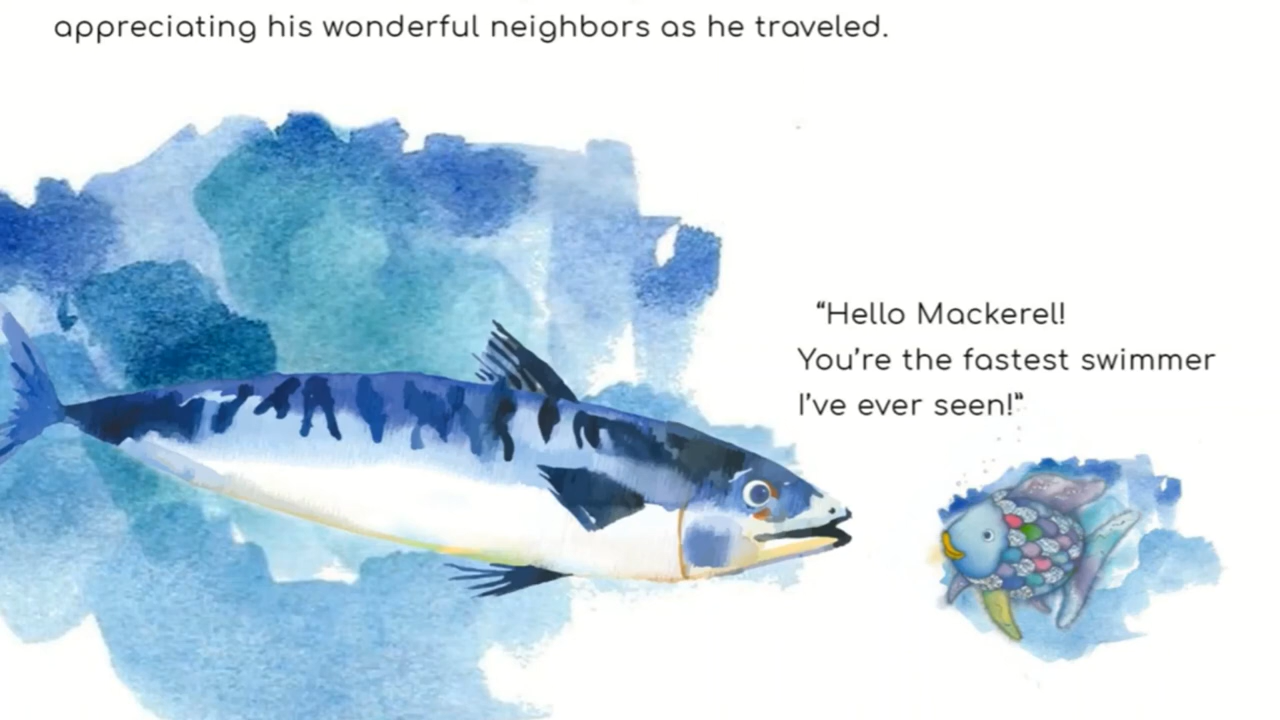 appreciating his wonderful neighbors as he traveled.
“Hello Mackerel!
You’re the fastest swimmer
I’ve ever seen!”